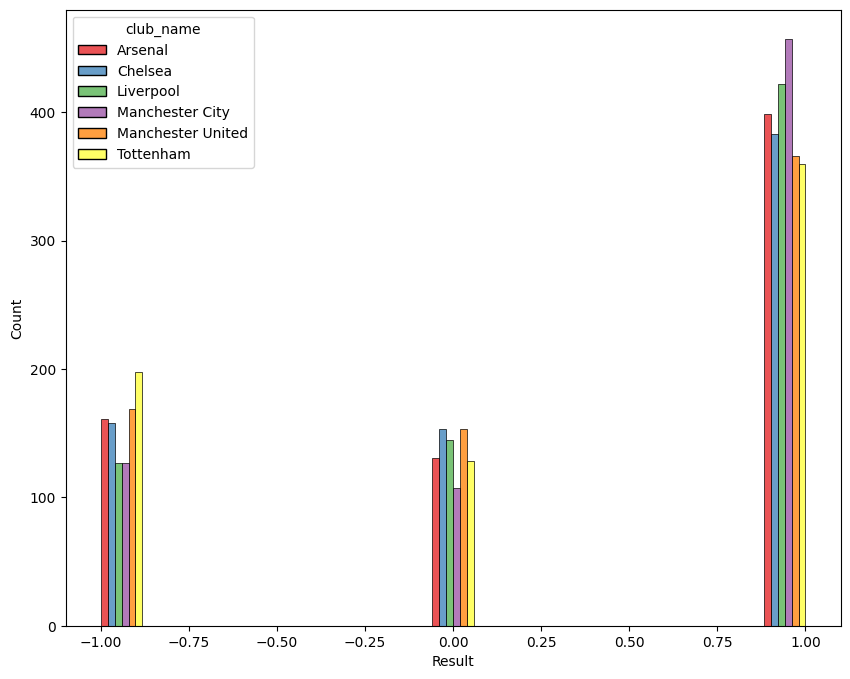 club_name
Arsenal
Chelsea
Liverpool
Manchester City
Manchester United
Tottenham
400
300
200
100
0
Count
−1.00 −0.75 −0.50 −0.25 0.00 0.25 0.50 0.75 1.00
Result